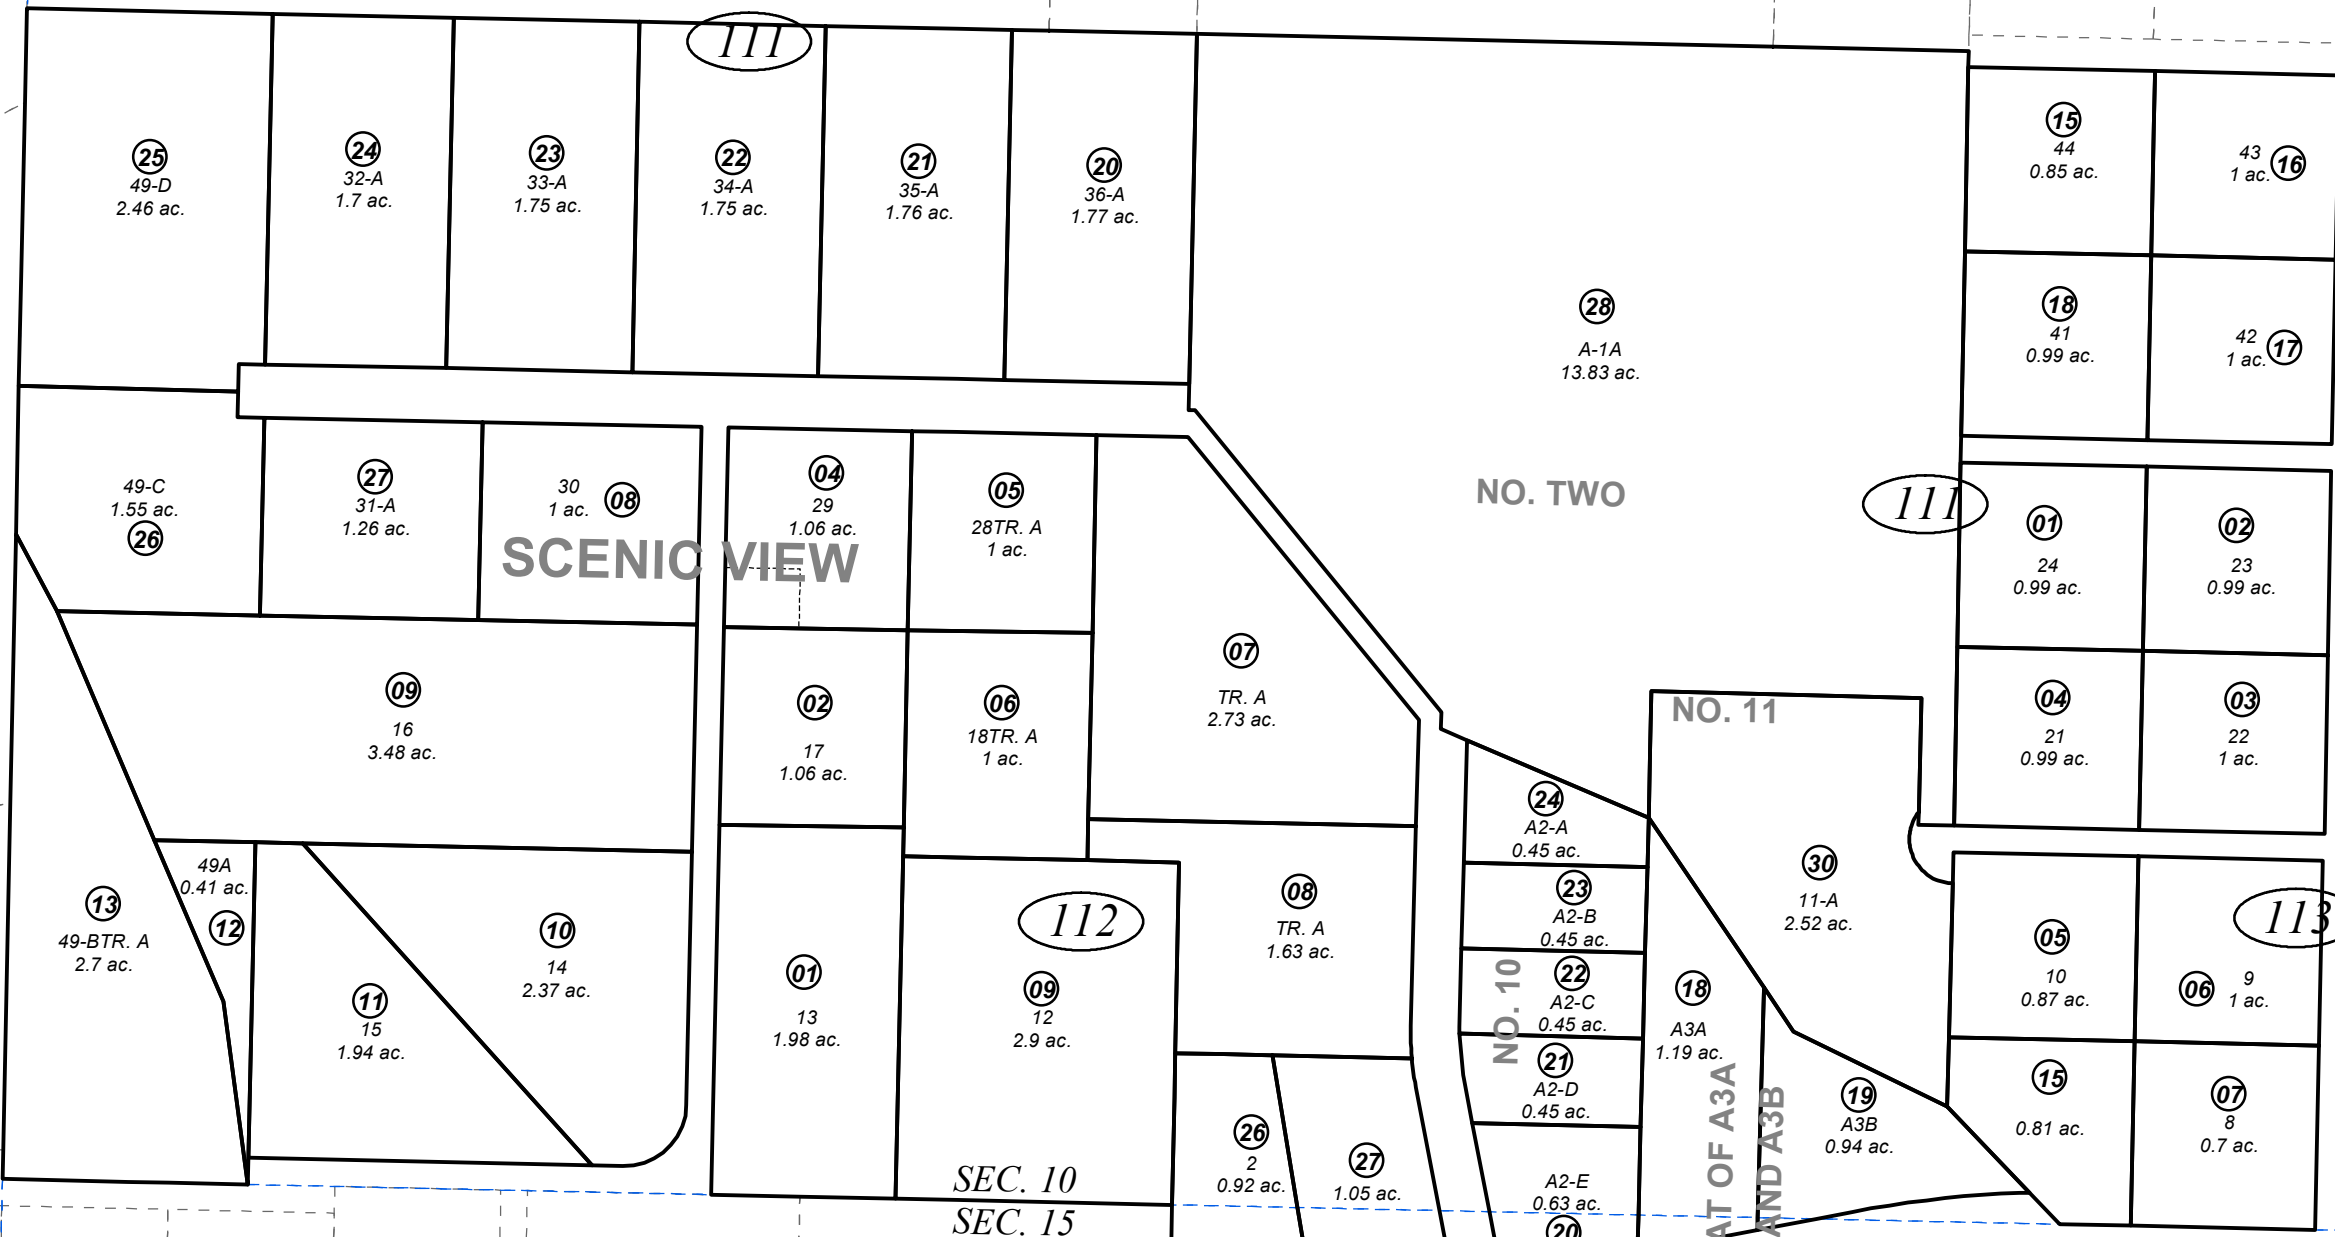 111
25
49-D
2.46 ac.
24
32-A
1.7 ac.
23
33-A
1.75 ac.
22
34-A
1.75 ac.
21
35-A
1.76 ac.
20
36-A
1.77 ac.
28
A-1A
13.83 ac.
15
44
0.85 ac.
43
1 ac.
16
18
41
0.99 ac.
42
1 ac.
17
49-C
1.55 ac.
26
27
31-A
1.26 ac.
30
1 ac.
08
04
29
1.06 ac.
05
28TR. A
1 ac.
SCENIC VIEW
NO. TWO
111
01
24
0.99 ac.
02
23
0.99 ac.
09
16
3.48 ac.
02
17
1.06 ac.
06
18TR. A
1 ac.
07
TR. A
2.73 ac.
NO. 11
04
21
0.99 ac.
03
22
1 ac.
24
A2-A
0.45 ac.
23
A2-B
0.45 ac.
22
A2-C
0.45 ac.
21
A2-D
0.45 ac.
A2-E
0.63 ac.
20
NO. 10
30
11-A
2.52 ac.
13
49-BTR. A
2.7 ac.
49A
0.41 ac.
12
11
15
1.94 ac.
10
14
2.37 ac.
01
13
1.98 ac.
112
09
12
2.9 ac.
08
TR. A
1.63 ac.
18
A3A
1.19 ac.
19
A3B
0.94 ac.
AT OF A3A
AND A3B
05
10
0.87 ac.
113
06
9
1 ac.
15
0.81 ac.
07
8
0.7 ac.
26
2
0.92 ac.
27
1.05 ac.
SEC. 10
SEC. 15